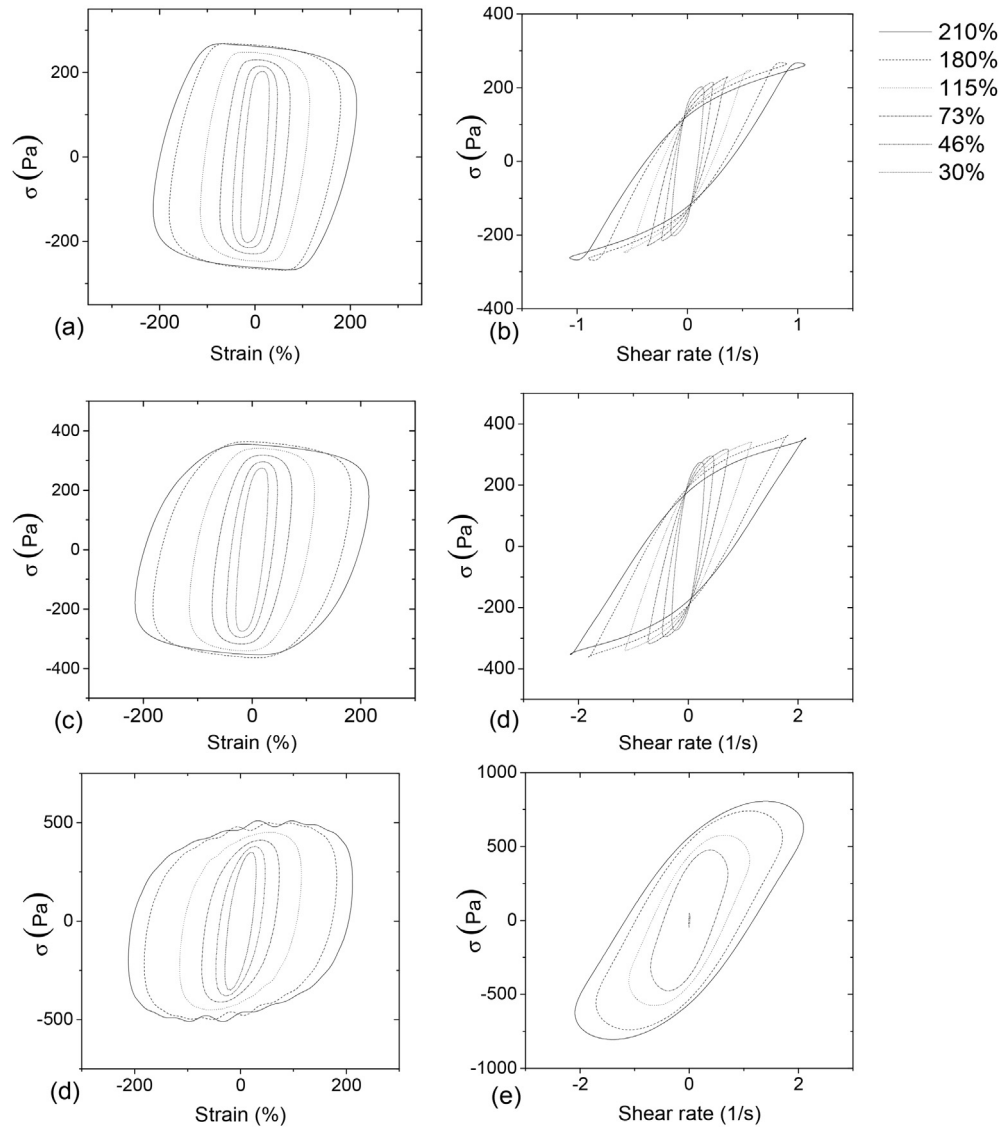 400
200
0
-200
σ (Pa)
-200 0 200
(a)
Strain (%)
400
200
0
-200
-400
σ (Pa)
-1 0 1
(b)
Shear rate (1/s)
210%
180%
115%
73%
46%
30%
400
200
0
-200
-400
σ (Pa)
-200 0 200
(c)
Strain (%)
400
200
0
-200
-400
σ (Pa)
-2 0 2
(d)
Shear rate (1/s)
500
0
-500
σ (Pa)
-200 0 200
(d)
Strain (%)
1000
500
0
-500
-1000
σ (Pa)
-2 0 2
(e)
Shear rate (1/s)